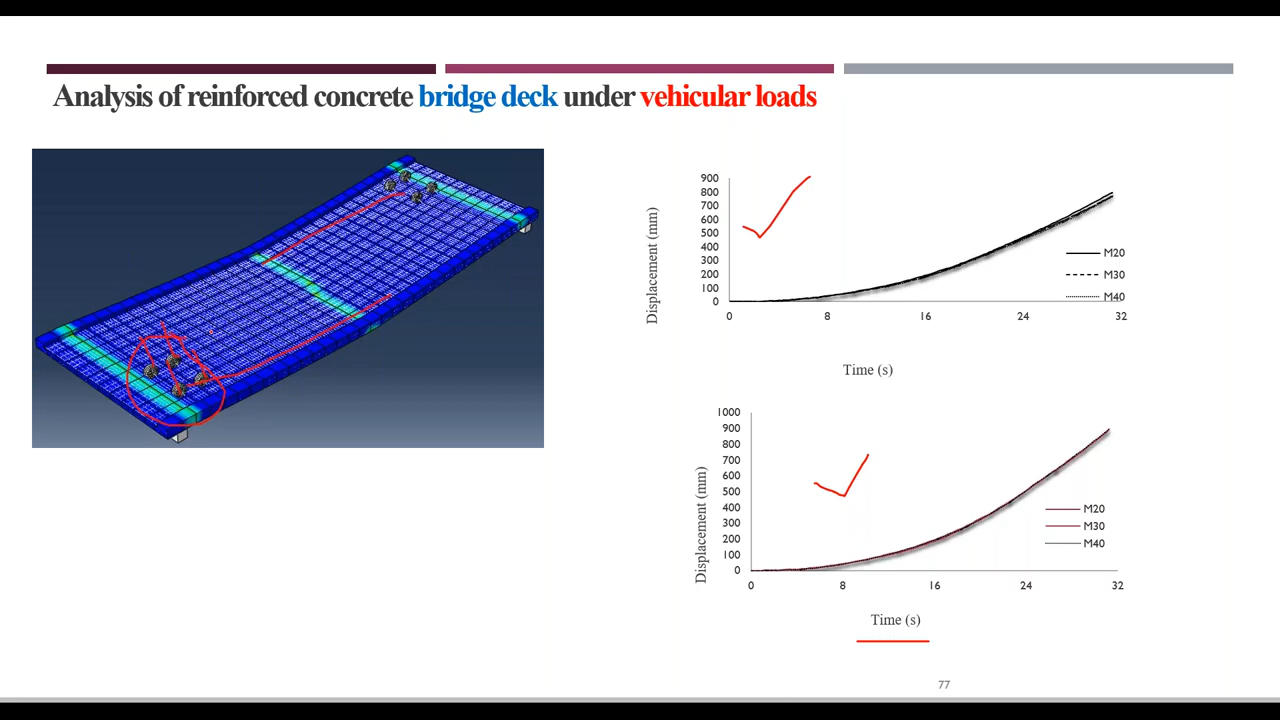 Analysis of reinforced concrete bridge deck under vehicular loads
900
800
700
600
500
400
300
200
100
0
Displacement (mm)
M20
M30
M40
0 8 16 24 32
Time (s)
1000
900
800
700
600
500
400
300
200
100
0
Displacement (mm)
M20
M30
M40
0 8 16 24 32
Time (s)
77